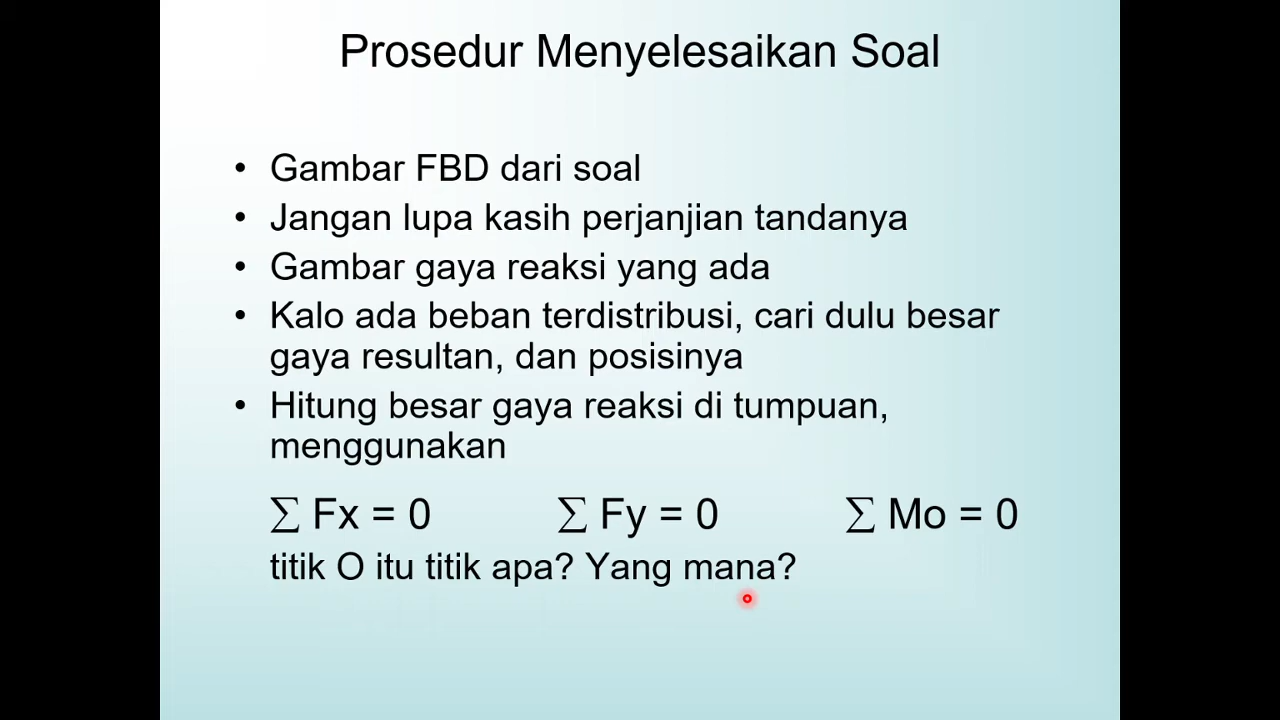 Prosedur Menyelesaikan Soal
• Gambar FBD dari soal
• Jangan lupa kasih perjanjian tandanya
• Gambar gaya reaksi yang ada
• Kalo ada beban terdistribusi, cari dulu besar
gaya resultan, dan posisinya
• Hitung besar gaya reaksi di tumpuan,
menggunakan
∑ Fx = 0 ∑ Fy = 0 ∑ Mo = 0
titik O itu titik apa? Yang mana?